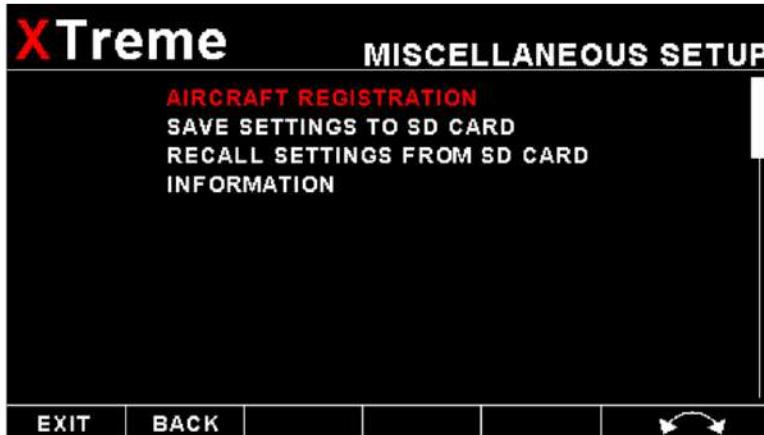 XTreme
MISCELLANEOUS SETUP
AIRCRAFT REGISTRATION
SAVE SETTINGS TO SD CARD
RECALL SETTINGS FROM SD CARD
INFORMATION
EXIT BACK